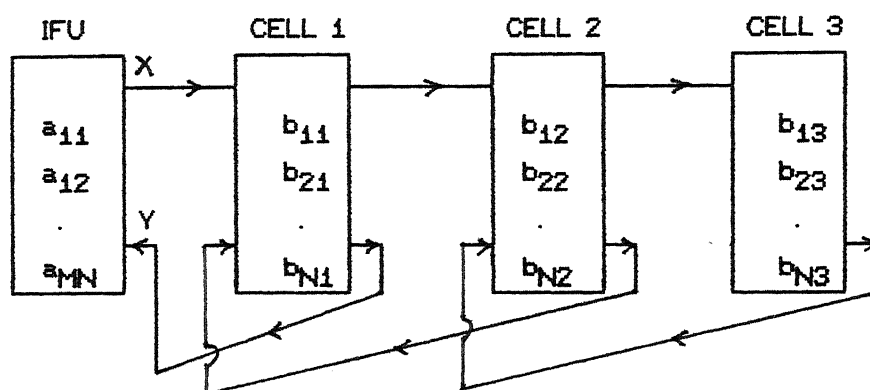 IFU CELL 1 CELL 2 CELL 3
X
a11 b11 b12 b13
a12 b21 b22 b23
Y
. . . .
aMN bN1 bN2 bN3